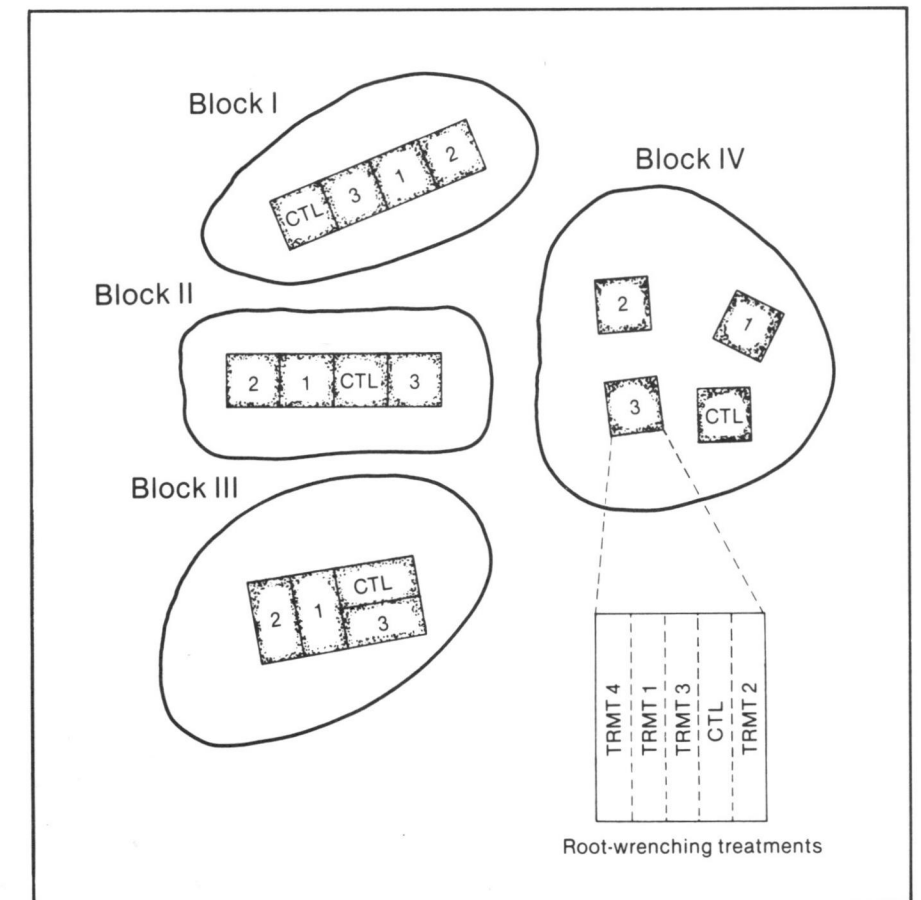 Block I
CTL 3 1 2
Block II
2 1 CTL 3
Block III
2 1 CTL
3
Block IV
2 1
3 CTL
TRMT 4
TRMT 1
TRMT 3
CTL
TRMT 2
Root-wrenching treatments